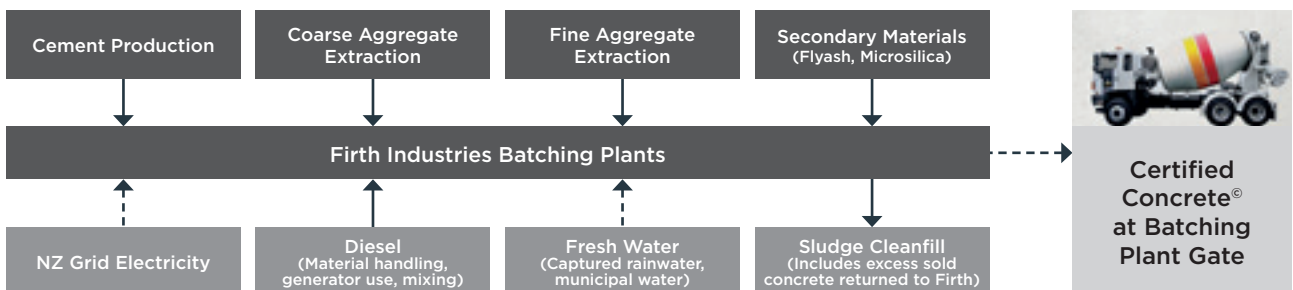 Cement Production
Coarse Aggregate
Extraction
Fine Aggregate
Extraction
Secondary Materials
(Flyash, Microsilica)
Firth Industries Batching Plants
Certified
Concrete©
at Batching
Plant Gate
NZ Grid Electricity
Diesel
(Material handling,
generator use, mixing)
Fresh Water
(Captured rainwater,
municipal water)
Sludge Cleanfill
(Includes excess sold
concrete returned to Firth)